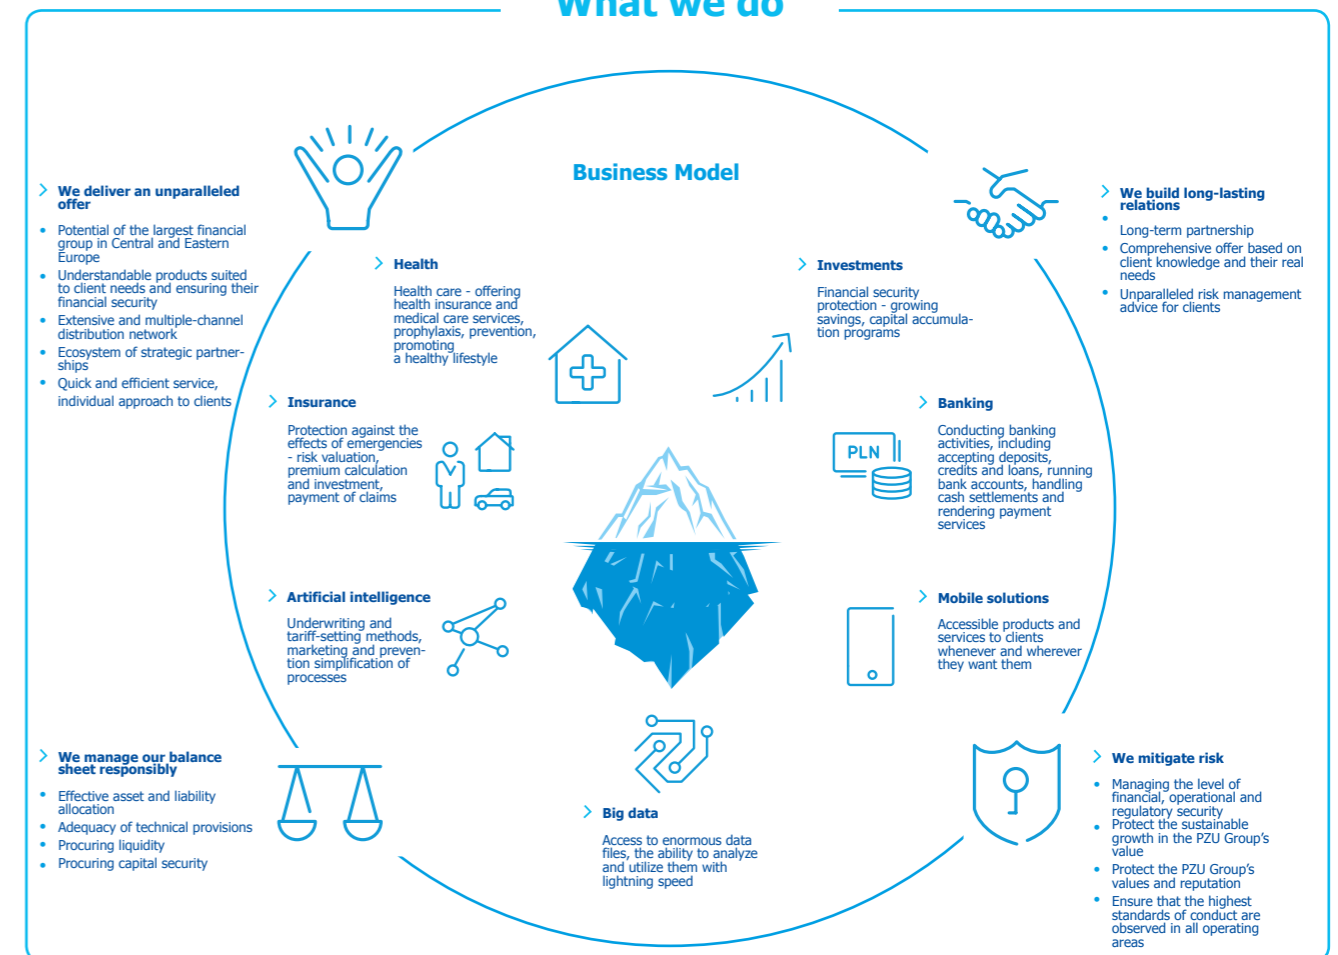 What we do
Business Model
We deliver an unparalleled
offer
• Potential of the largest financial
group in Central and Eastern
Europe
• Understandable products suited
to client needs and ensuring their
financial security
• Extensive and multiple-channel
distribution network
• Ecosystem of strategic partner-
ships
• Quick and efficient service,
individual approach to clients
We build long-lasting
relations
• Long-term partnership
• Comprehensive offer based on
client knowledge and their real
needs
• Unparalleled risk management
advice for clients
Health
Health care - offering
health insurance and
medical care services,
prophylaxis, prevention,
promoting
a healthy lifestyle
Investments
Financial security
protection - growing
savings, capital accumula-
tion programs
Insurance
Protection against the
effects of emergencies
- risk valuation,
premium calculation
and investment,
payment of claims
Banking
PLN
Conducting banking
activities, including
accepting deposits,
credits and loans, running
bank accounts, handling
cash settlements and
rendering payment
services
Artificial intelligence
Underwriting and
tariff-setting methods,
marketing and preven-
tion simplification of
processes
Mobile solutions
Accessible products and
services to clients
whenever and wherever
they want them
Big data
Access to enormous data
files, the ability to analyze
and utilize them with
lightning speed
We manage our balance
sheet responsibly
• Effective asset and liability
allocation
• Adequacy of technical provisions
• Procuring liquidity
• Procuring capital security
We mitigate risk
• Managing the level of
financial, operational and
regulatory security
• Protect the sustainable
growth in the PZU Group’s
value
• Protect the PZU Group’s
values and reputation
• Ensure that the highest
standards of conduct are
observed in all operating
areas